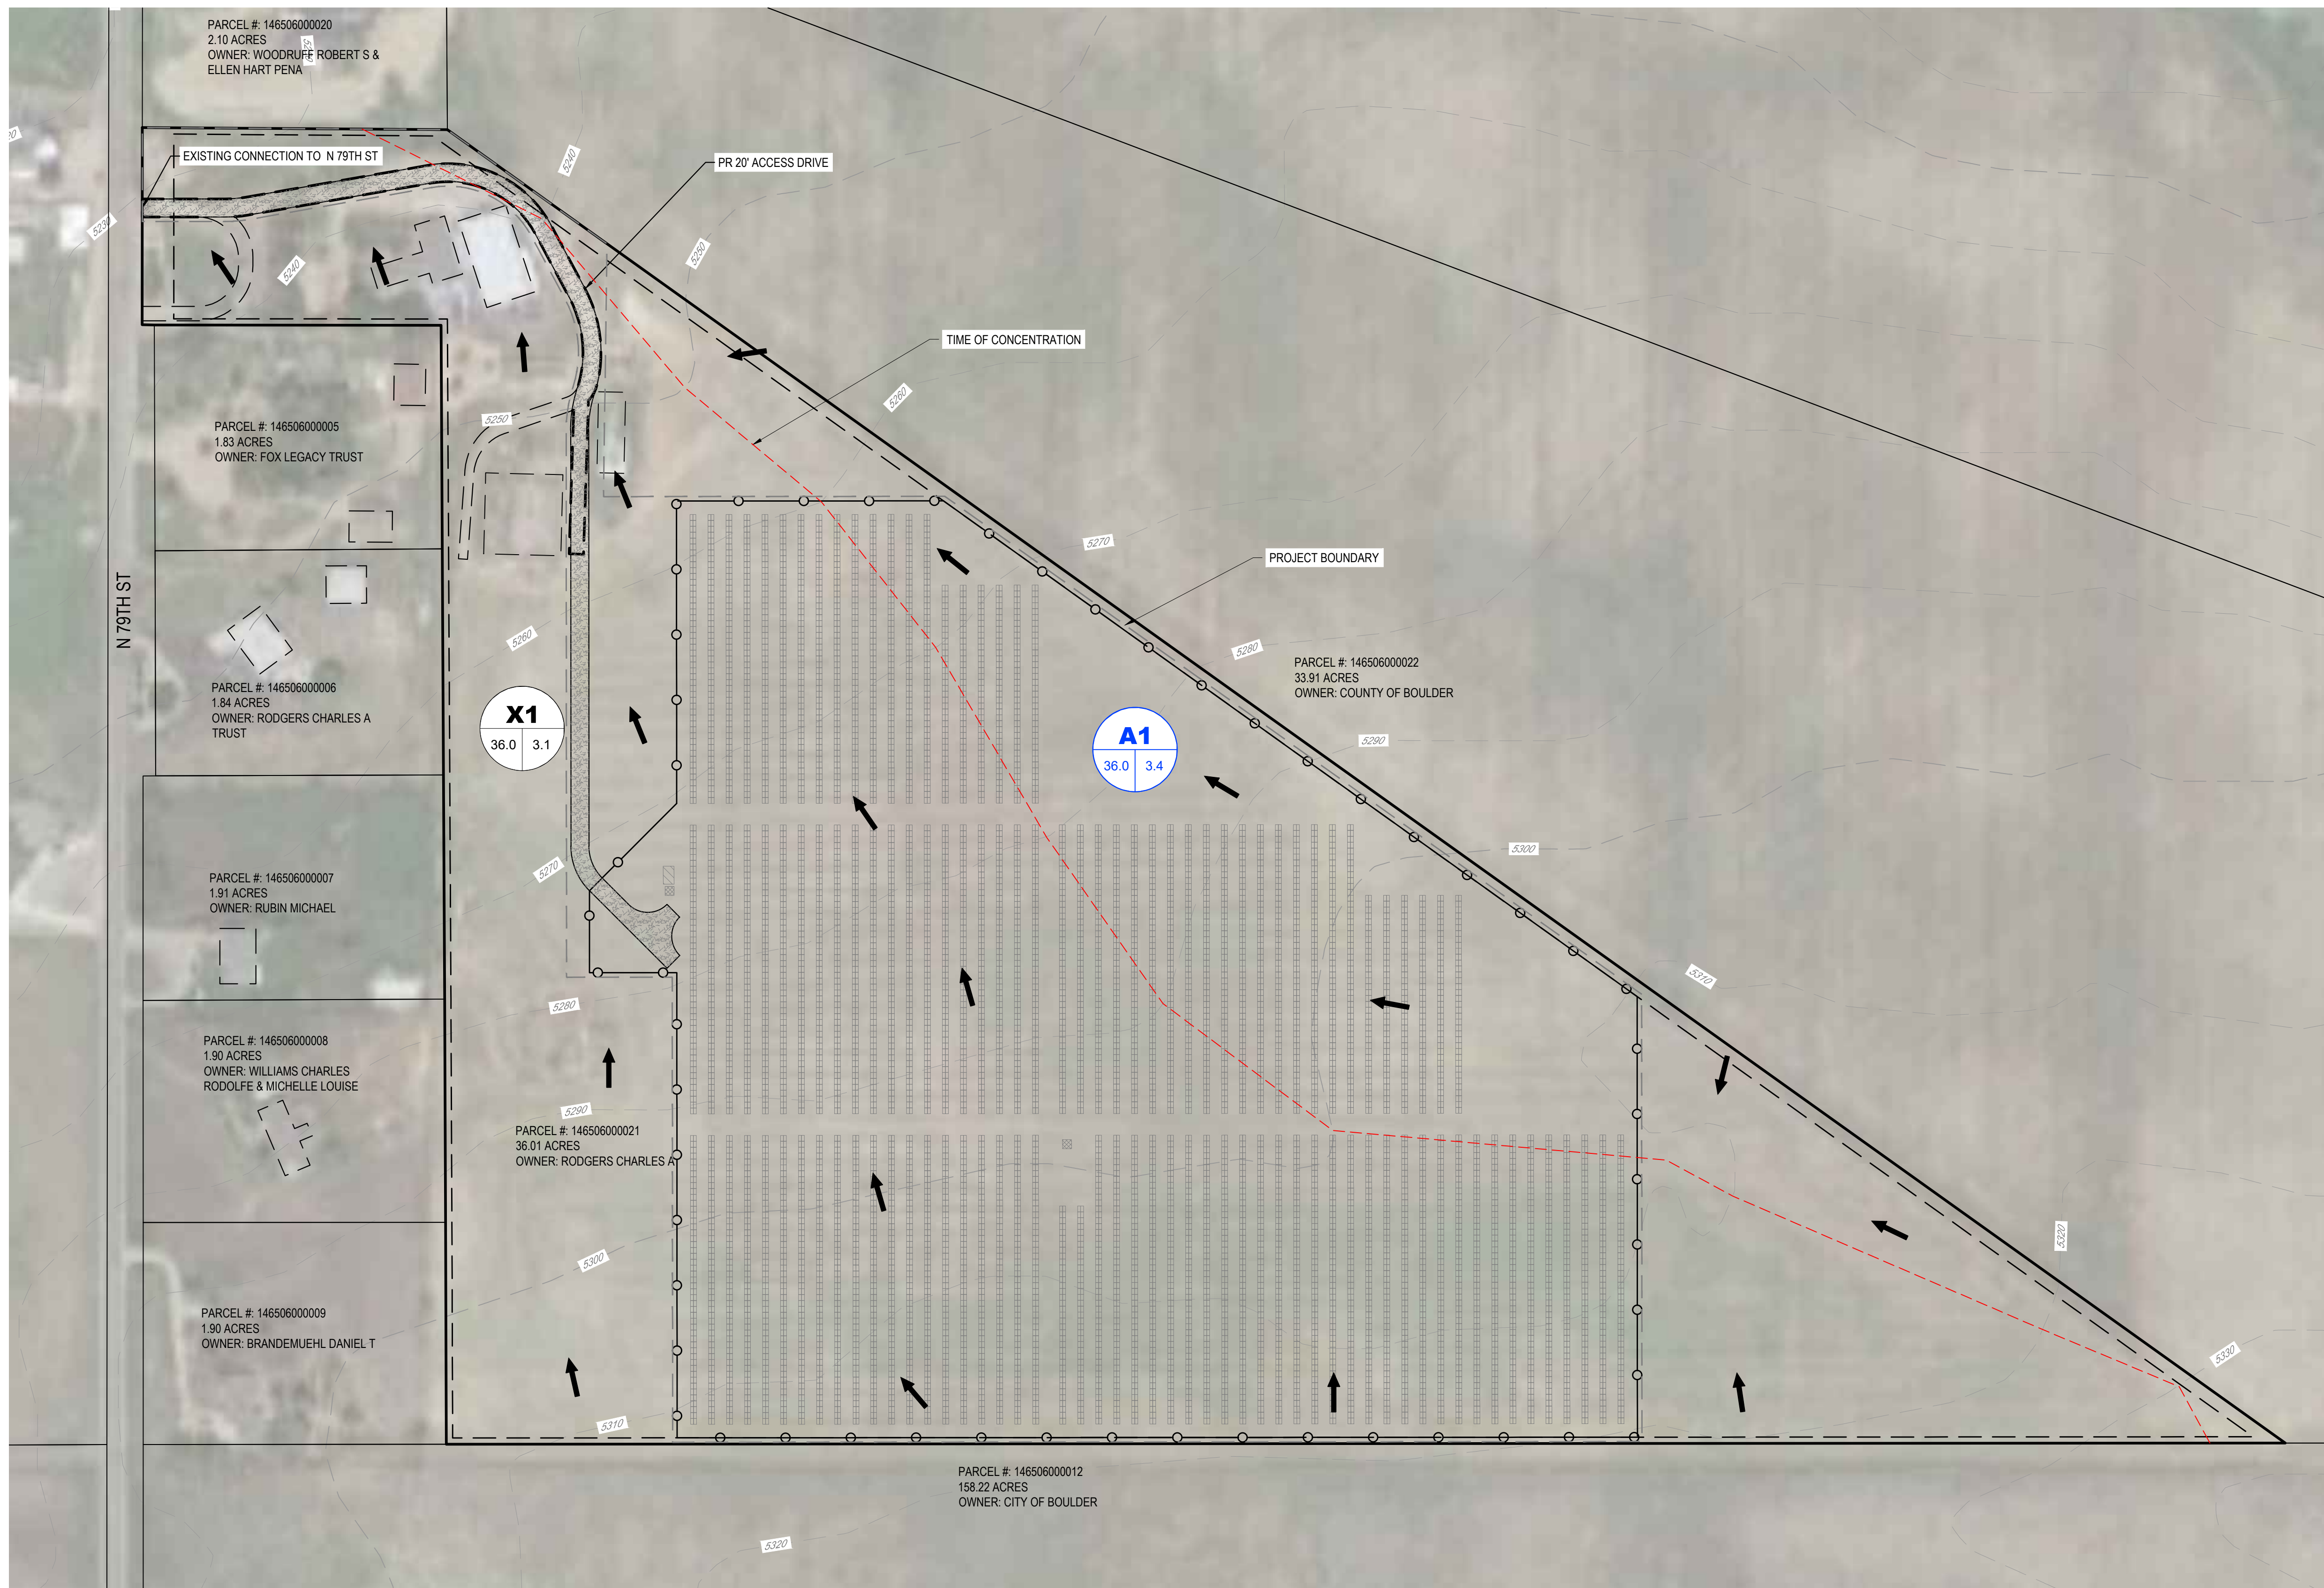 PARCEL #: 146506000020
2.10 ACRES
OWNER: WOODRUFF ROBERT S &
ELLEN HART PENA
EXISTING CONNECTION TO N 79TH ST
PR 20' ACCESS DRIVE
5240
5230
5240
5250
TIME OF CONCENTRATION
5260
5250
PARCEL #: 146506000005
1.83 ACRES
OWNER: FOX LEGACY TRUST
5270
PROJECT BOUNDARY
N 79TH ST
5260
5280
PARCEL #: 146506000022
33.91 ACRES
OWNER: COUNTY OF BOULDER
PARCEL #: 146506000006
1.84 ACRES
OWNER: RODGERS CHARLES A
TRUST
X1
36.0 3.1
A1
36.0 3.4
5290
5300
5270
PARCEL #: 146506000007
1.91 ACRES
OWNER: RUBIN MICHAEL
5310
5280
PARCEL #: 146506000008
1.90 ACRES
OWNER: WILLIAMS CHARLES
RODOLFE & MICHELLE LOUISE
5290
PARCEL #: 146506000021
36.01 ACRES
OWNER: RODGERS CHARLES A
5320
5300
PARCEL #: 146506000009
1.90 ACRES
OWNER: BRANDEMUEHL DANIEL T
5330
5310
PARCEL #: 146506000012
158.22 ACRES
OWNER: CITY OF BOULDER
5320